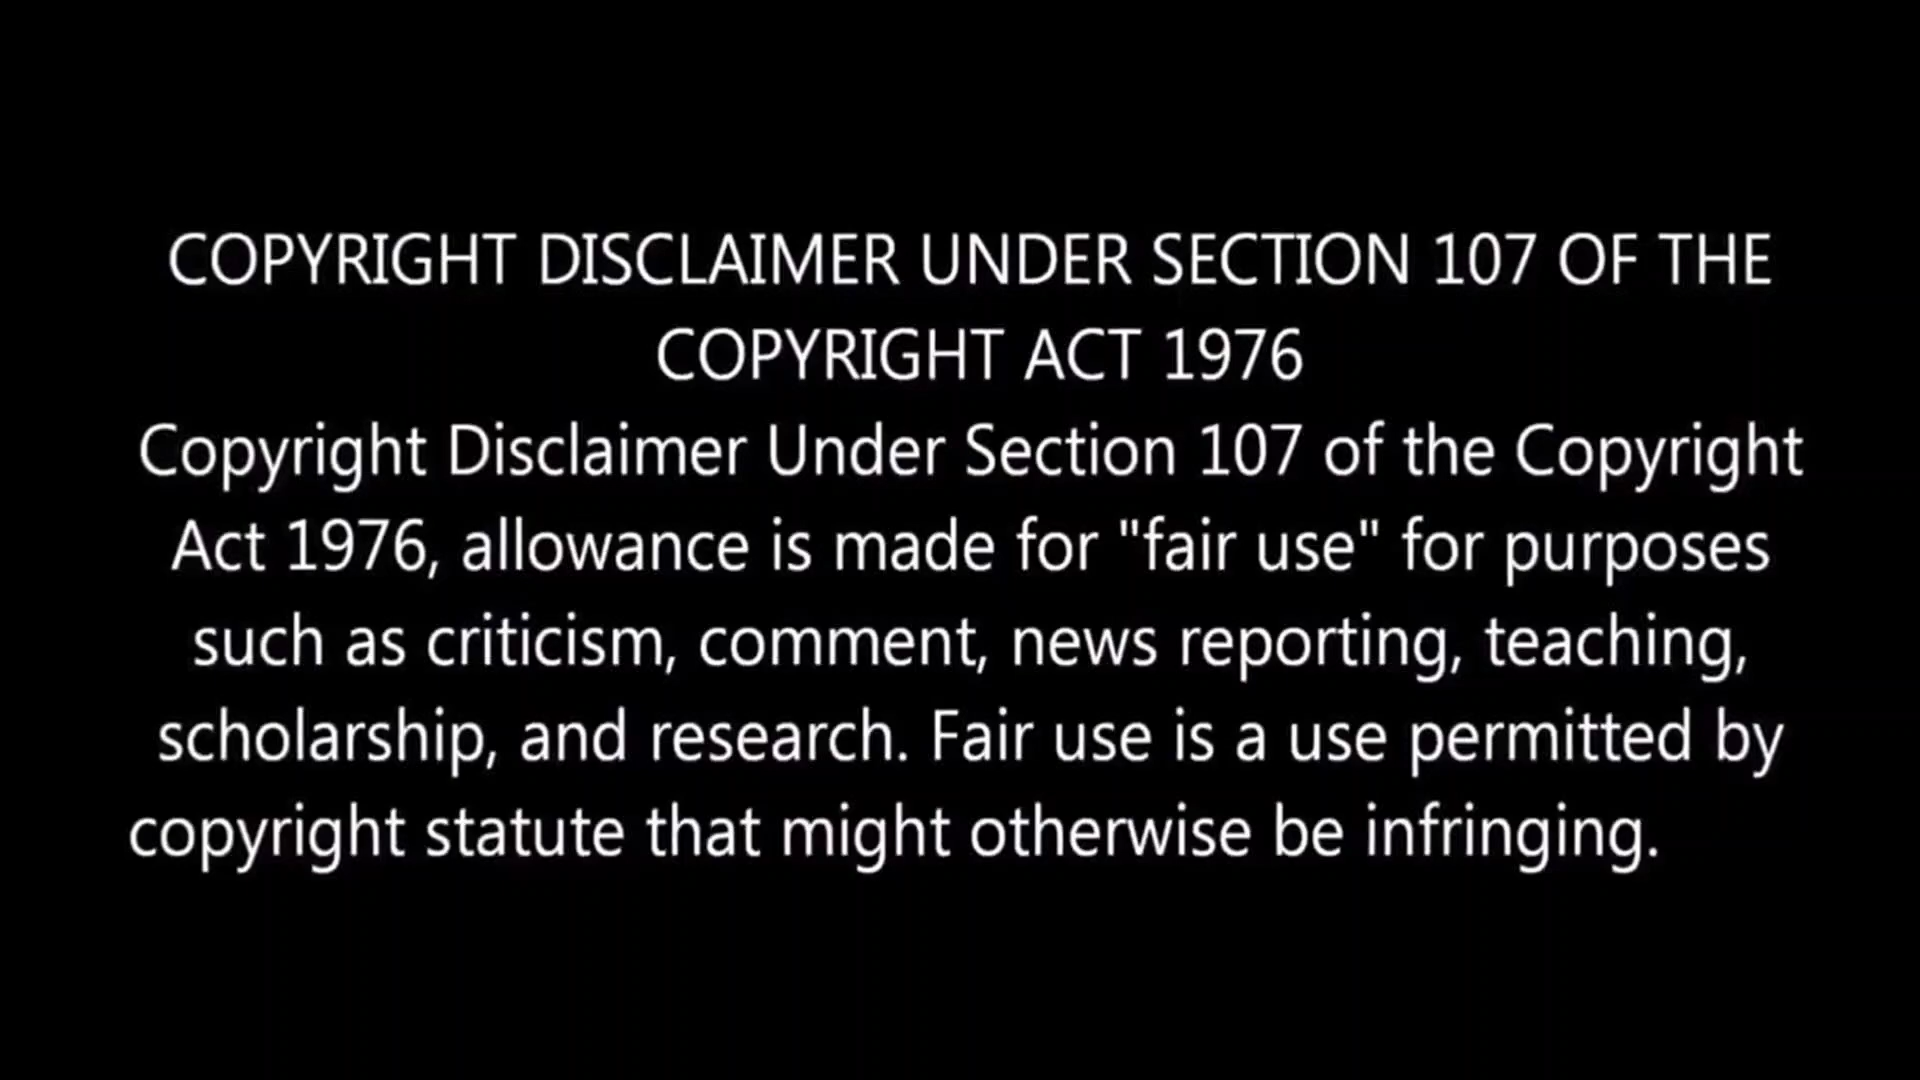 COPYRIGHT DISCLAIMER UNDER SECTION 107 OF THE
COPYRIGHT ACT 1976
Copyright Disclaimer Under Section 107 of the Copyright
Act 1976, allowance is made for "fair use" for purposes
such as criticism, comment, news reporting, teaching,
scholarship, and research. Fair use is a use permitted by
copyright statute that might otherwise be infringing.